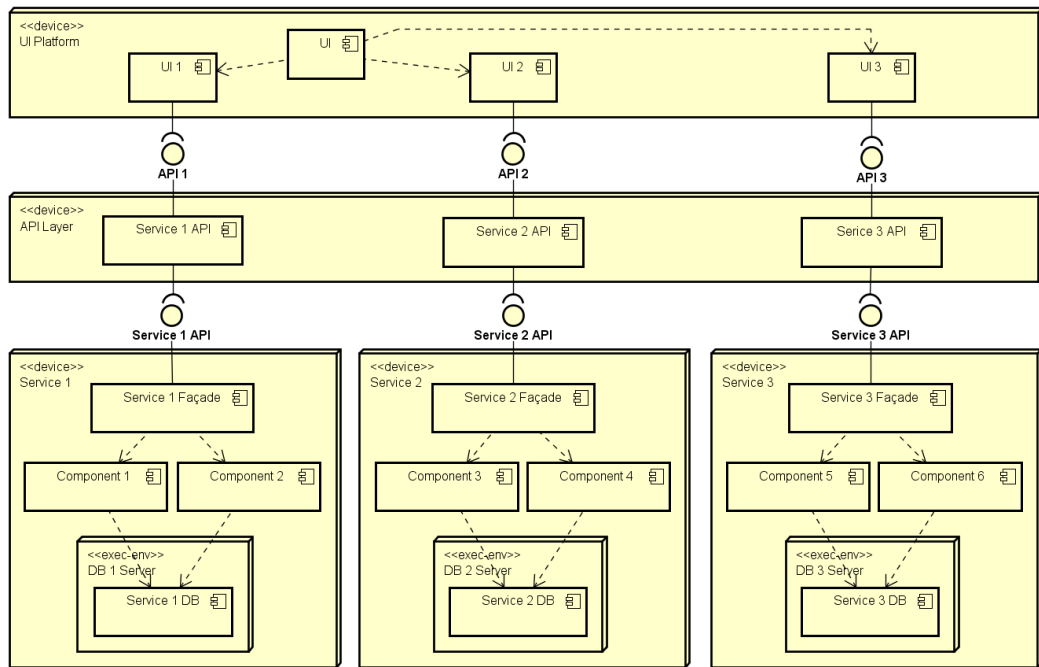 <<device>>
UI Platform
UI
UI 1
UI 2
UI 3
API 1
API 2
API 3
<<device>>
API Layer
Service 1 API
Service 2 API
Serice 3 API
Service 1 API
Service 2 API
Service 3 API
<<device>>
Service 1
Service 1 Façade
Component 1
Component 2
<<exec-env>>
DB 1 Server
Service 1 DB
<<device>>
Service 2
Service 2 Façade
Component 3
Component 4
<<exec-env>>
DB 2 Server
Service 2 DB
<<device>>
Service 3
Service 3 Façade
Component 5
Component 6
<<exec-env>>
DB 3 Server
Service 3 DB